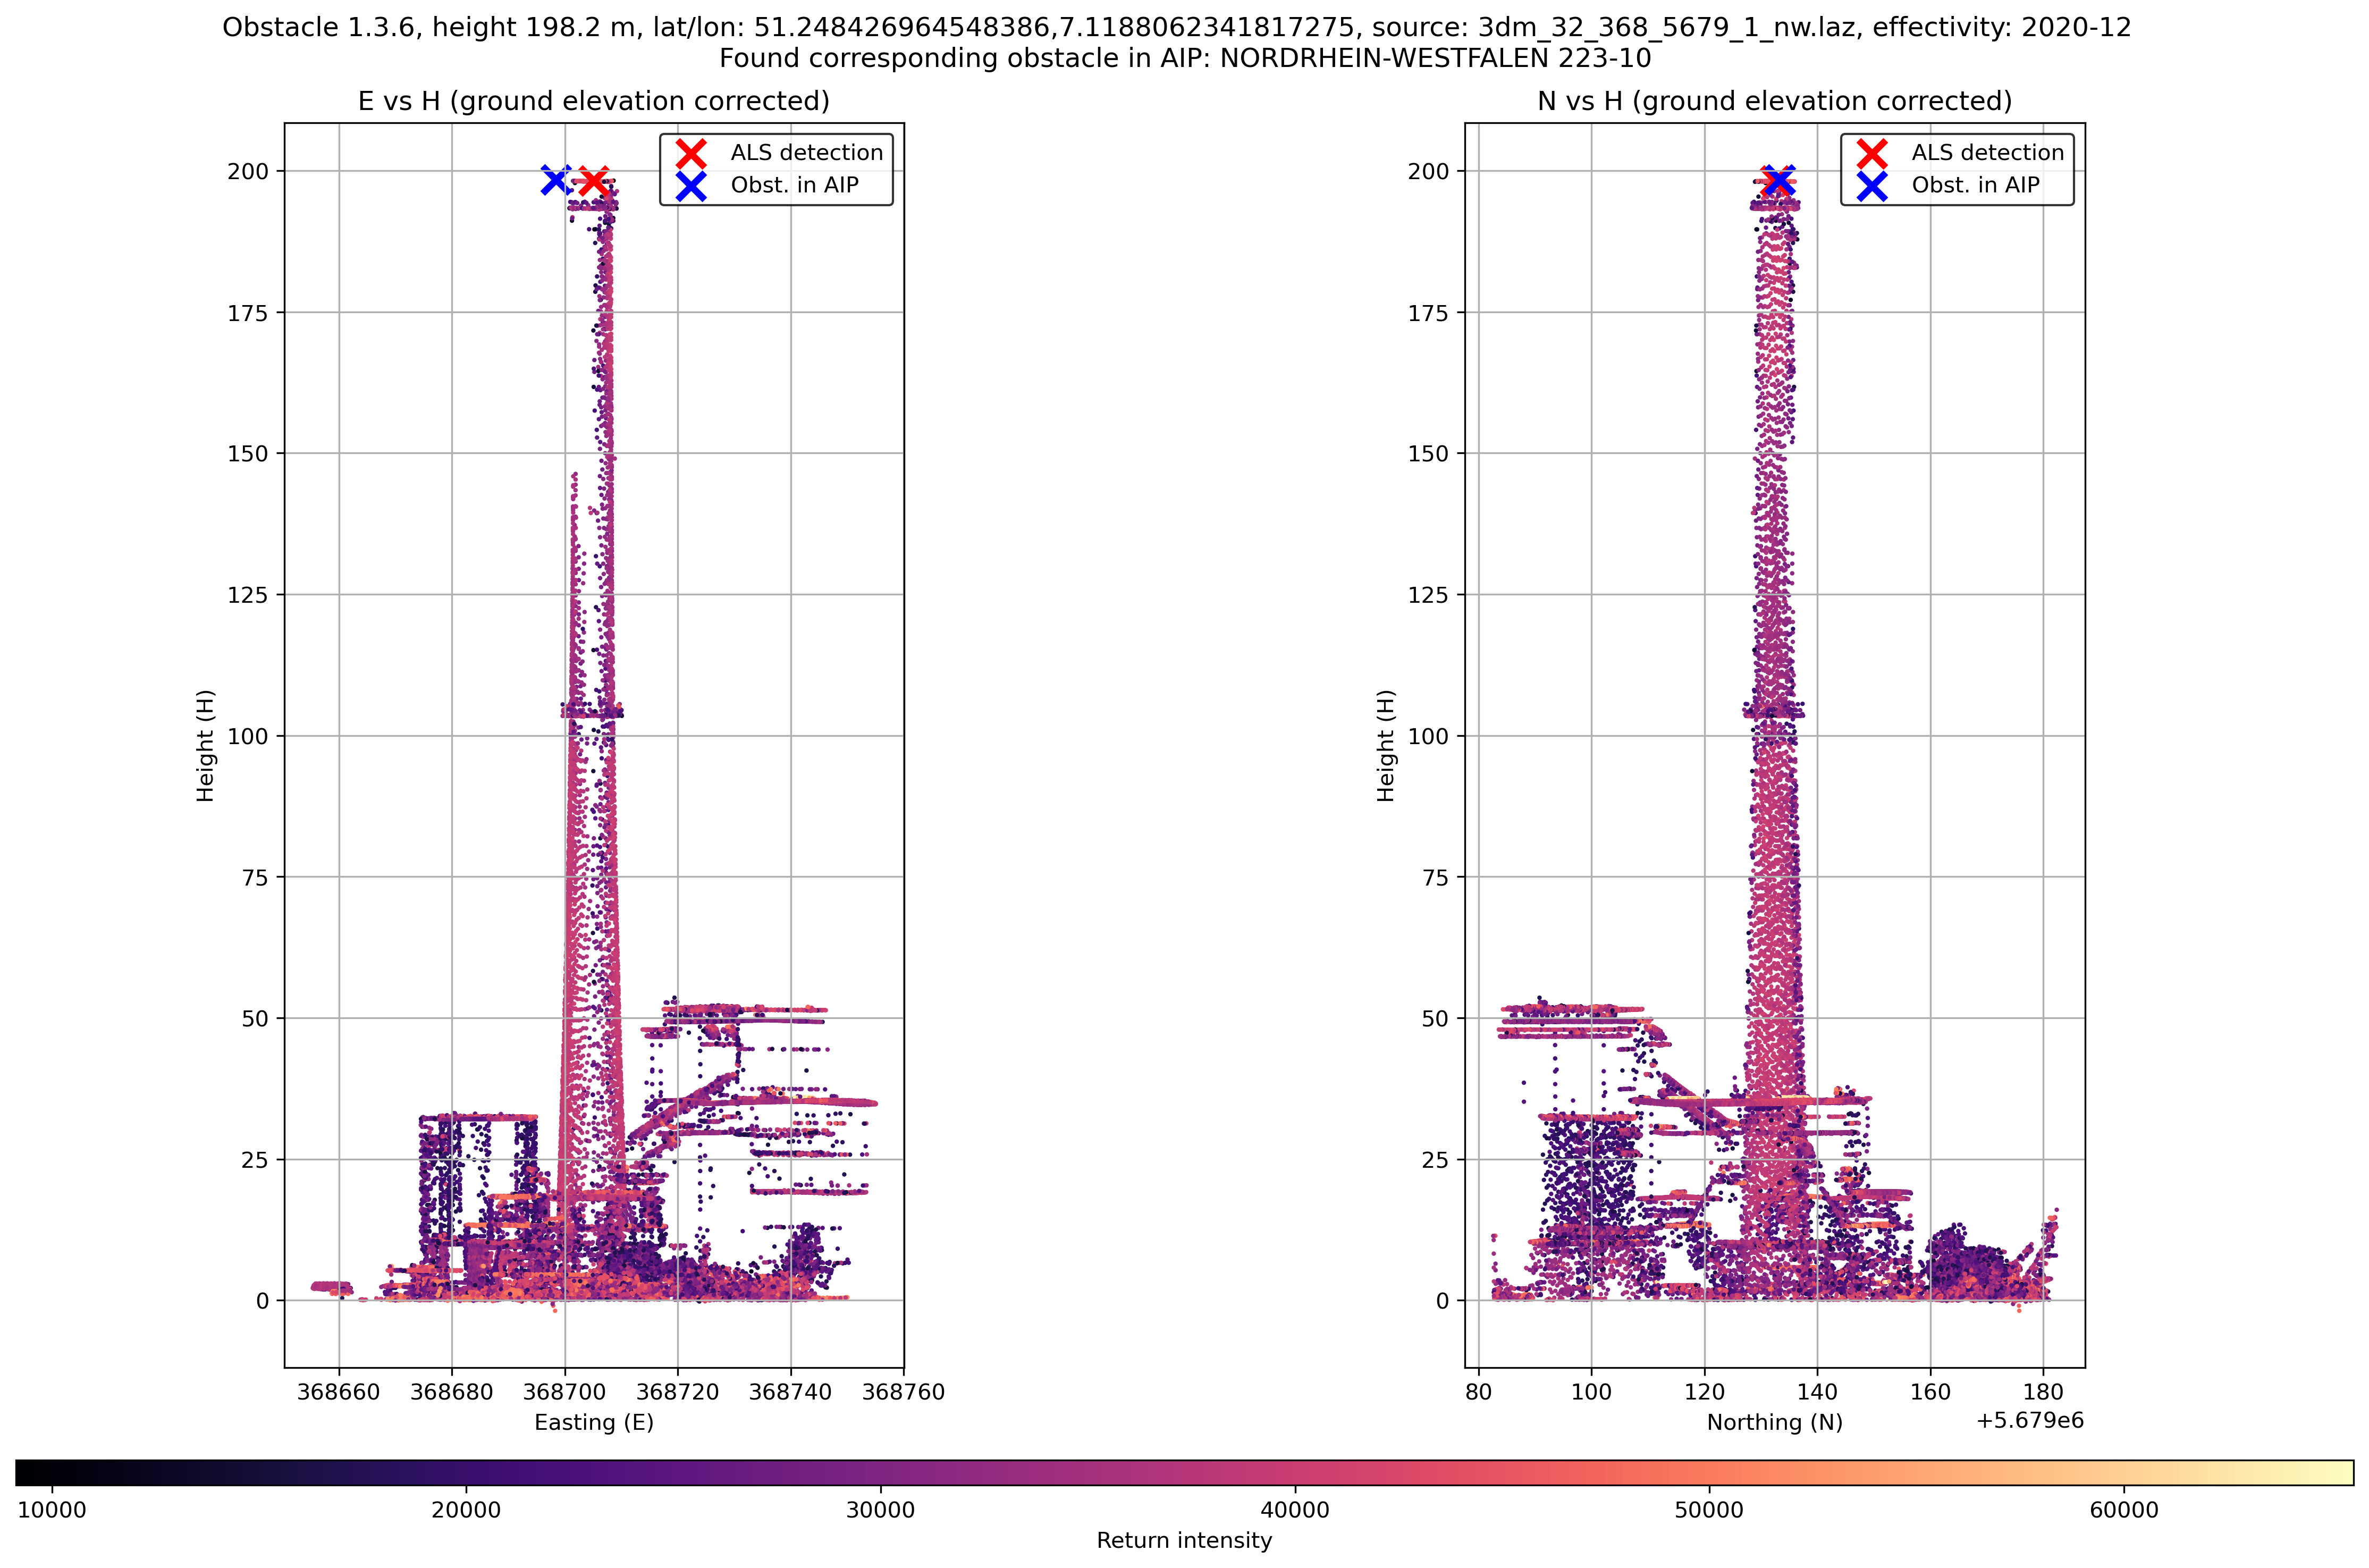 Obstacle 1.3.6, height 198.2 m, lat/lon: 51.248426964548386,7.1188062341817275, source: 3dm_32_368_5679_1_nw.laz, effectivity: 2020-12
Found corresponding obstacle in AIP: NORDRHEIN-WESTFALEN 223-10
E vs H (ground elevation corrected)
ALS detection
Obst. in AIP
200
175
150
125
100
75
50
25
0
Height (H)
368660 368680 368700 368720 368740 368760
Easting (E)
N vs H (ground elevation corrected)
ALS detection
Obst. in AIP
200
175
150
125
100
75
50
25
0
Height (H)
80 100 120 140 160 180
+5.679e6
Northing (N)
10000 20000 30000 40000 50000 60000
Return intensity